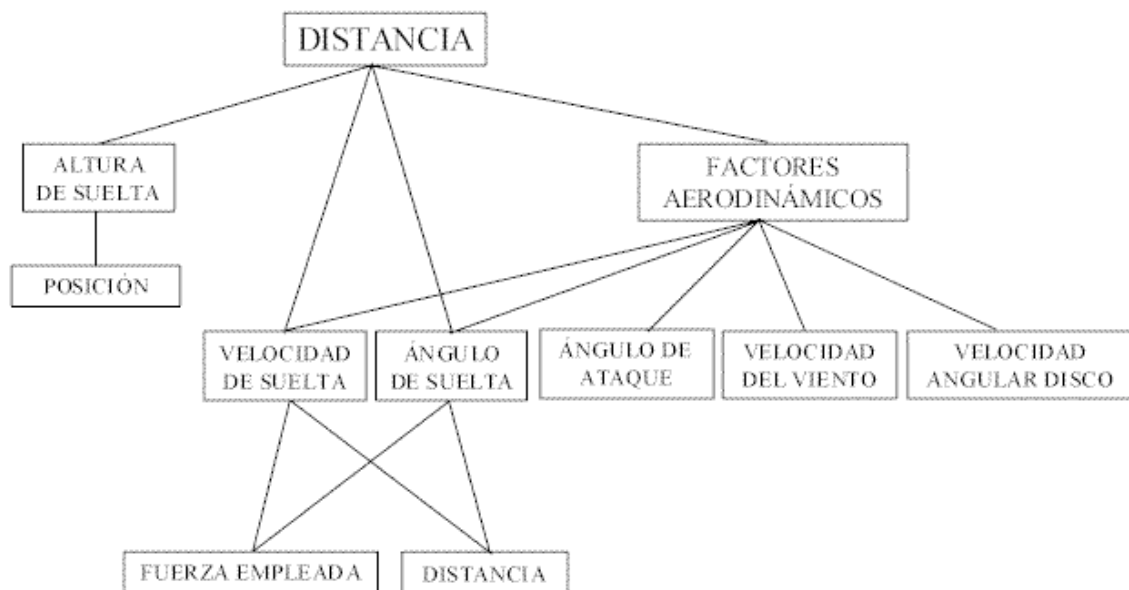 DISTANCIA
ALTURA
DE SUELTA
FACTORES
AERODINÁMICOS
POSICIÓN
VELOCIDAD
DE SUELTA
ÁNGULO
DE SUELTA
ÁNGULO DE
ATAQUE
VELOCIDAD
DEL VIENTO
VELOCIDAD
ANGULAR DISCO
FUERZA EMPLEADA
DISTANCIA